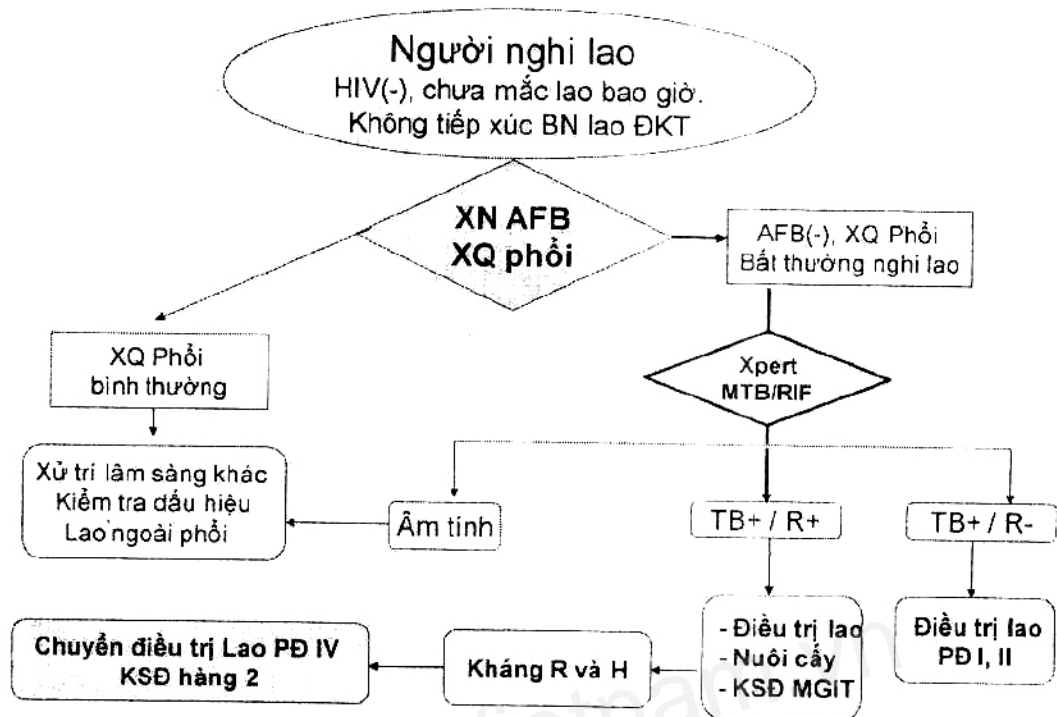 Người nghi lao
HIV(-), chưa mắc lao bao giờ.
Không tiếp xúc BN lao ĐKT
XN AFB
XQ phổi
AFB(-), XQ Phổi
Bất thường nghi lao
XQ Phổi
bình thường
Xpert
MTB/RIF
Xử trí lâm sàng khác
Kiểm tra dấu hiệu
Lao ngoài phổi
Âm tính
TB+ / R+
TB+ / R-
Chuyển điều trị Lao PĐ IV
KSĐ hàng 2
Kháng R và H
- Điều trị lao
- Nuôi cấy
- KSĐ MGIT
Điều trị lao
PĐ I, II